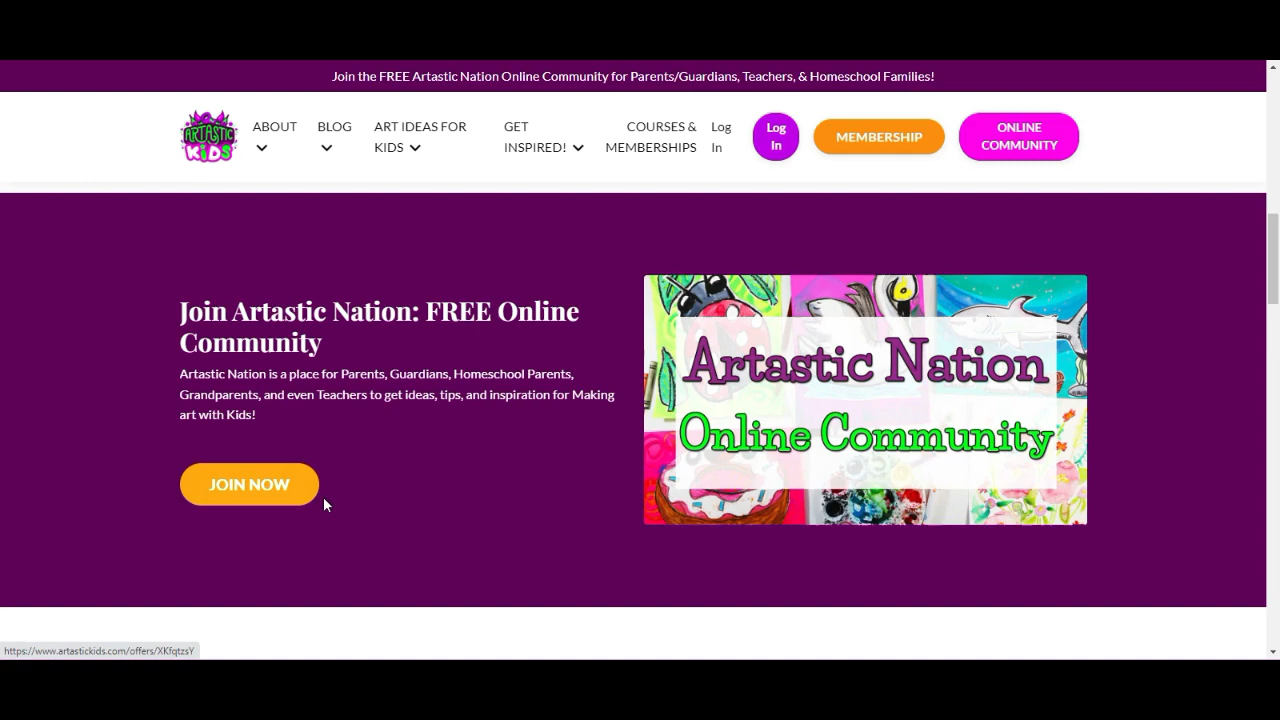 Join the FREE Artastic Nation Online Community for Parents/Guardians, Teachers, & Homeschool Families!
ARTASTIC
KiDS
ABOUT
BLOG
ART IDEAS FOR
KIDS
GET
INSPIRED!
COURSES &
MEMBERSHIPS
Log
In
Log
In
MEMBERSHIP
ONLINE
COMMUNITY
Join Artastic Nation: FREE Online
Community
Artastic Nation is a place for Parents, Guardians, Homeschool Parents,
Grandparents, and even Teachers to get ideas, tips, and inspiration for Making
art with Kids!
JOIN NOW
Artastic Nation
Online Community
https://www.artastickids.com/offers/XKfqtzsY